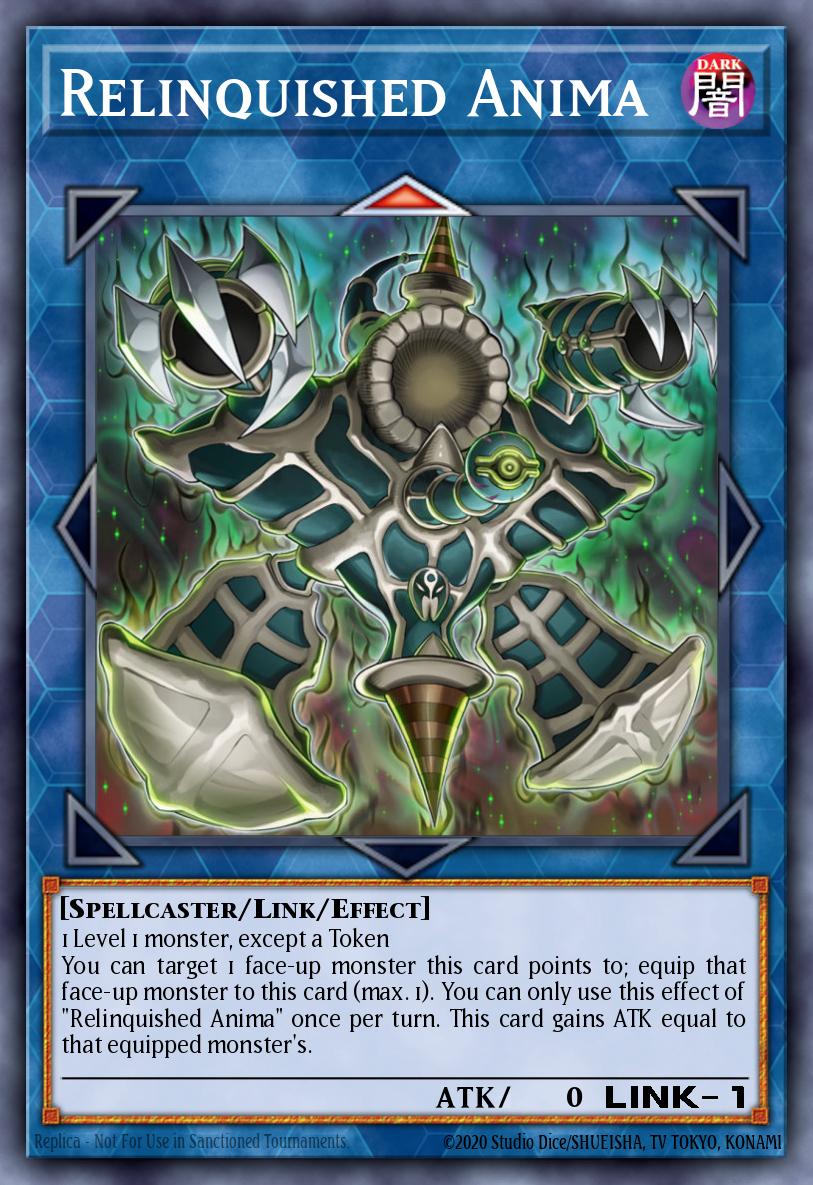 Relinquished Anima
DARK
闇
[Spellcaster/Link/Effect]
1 Level 1 monster, except a Token
You can target 1 face-up monster this card points to; equip that
face-up monster to this card (max. 1). You can only use this effect of
"Relinquished Anima" once per turn. This card gains ATK equal to
that equipped monster's.
ATK/ 0 LINK-1
Replica - Not For Use in Sanctioned Tournaments. ©2020 Studio Dice/SHUEISHA, TV TOKYO, KONAMI